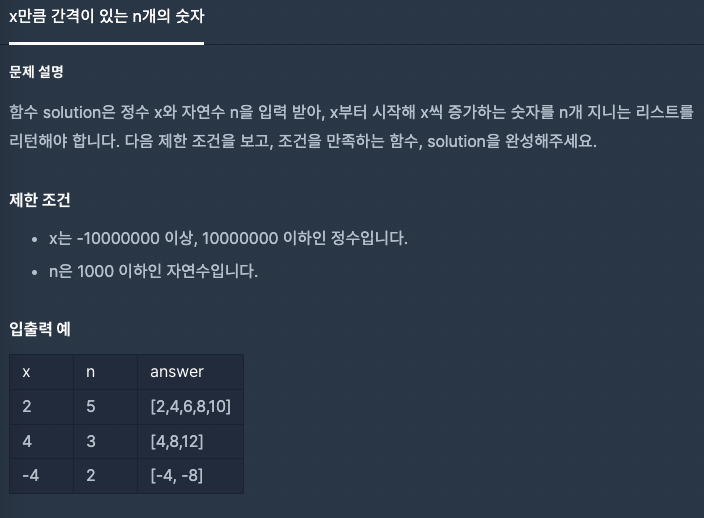 x만큼 간격이 있는 n개의 숫자
문제 설명
함수 solution은 정수 x와 자연수 n을 입력 받아, x부터 시작해 x씩 증가하는 숫자를 n개 지니는 리스트를
리턴해야 합니다. 다음 제한 조건을 보고, 조건을 만족하는 함수, solution을 완성해주세요.
제한 조건
• x는 -10000000 이상, 10000000 이하인 정수입니다.
• n은 1000 이하인 자연수입니다.
입출력 예
x n answer
2 5 [2,4,6,8,10]
4 3 [4,8,12]
-4 2 [-4, -8]